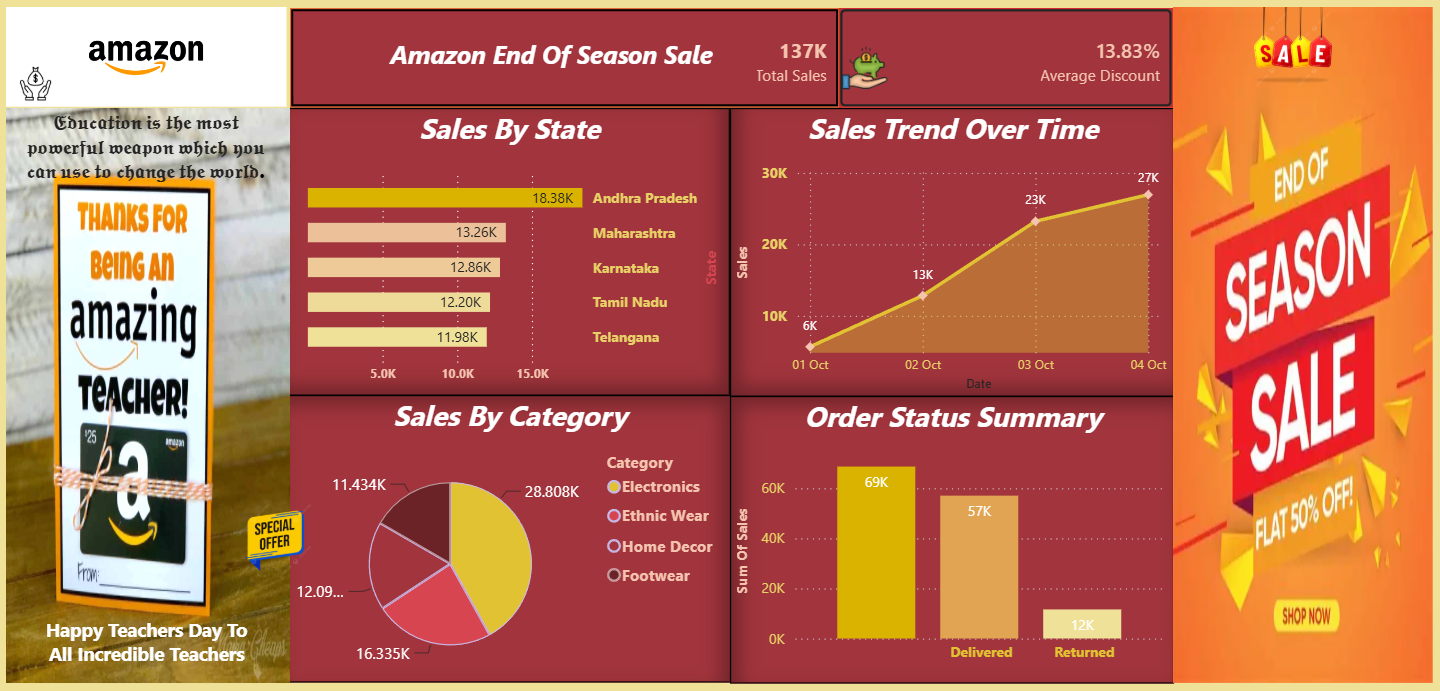 amazon
Amazon End Of Season Sale
137K
Total Sales
13.83%
Average Discount
SALE
Education is the most
powerful weapon which you
can use to change the world.
THANKS FOR
BEING AN
amazing
TEACHER!
$25
amazon
a
From:
SPECIAL
OFFER
Happy Teachers Day To
All Incredible Teachers
Sales By State
18.38K
Andhra Pradesh
13.26K
Maharashtra
12.86K
Karnataka
12.20K
Tamil Nadu
11.98K
Telangana
State
5.0K 10.0K 15.0K
Sales Trend Over Time
Sales
30K
20K
10K
6K
13K
23K
27K
01 Oct 02 Oct 03 Oct 04 Oct
Date
Sales By Category
11.434K
28.808K
12.09...
16.335K
Category
Electronics
Ethnic Wear
Home Decor
Footwear
Order Status Summary
Sum Of Sales
60K
40K
20K
0K
69K
57K
12K
Delivered
Returned
END OF
SEASON
SALE
FLAT 50% OFF!
SHOP NOW